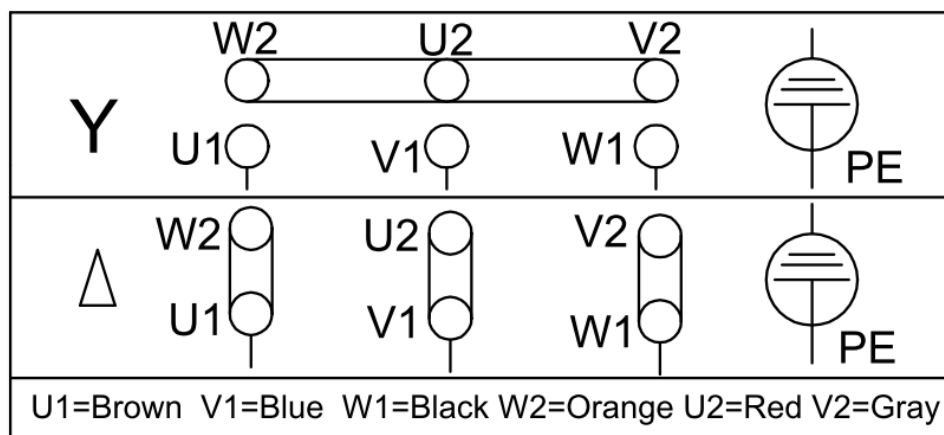 W2 U2 V2
Y U1 V1 W1 PE
W2 U2 V2
Δ U1 V1 W1 PE
U1=Brown V1=Blue W1=Black W2=Orange U2=Red V2=Gray